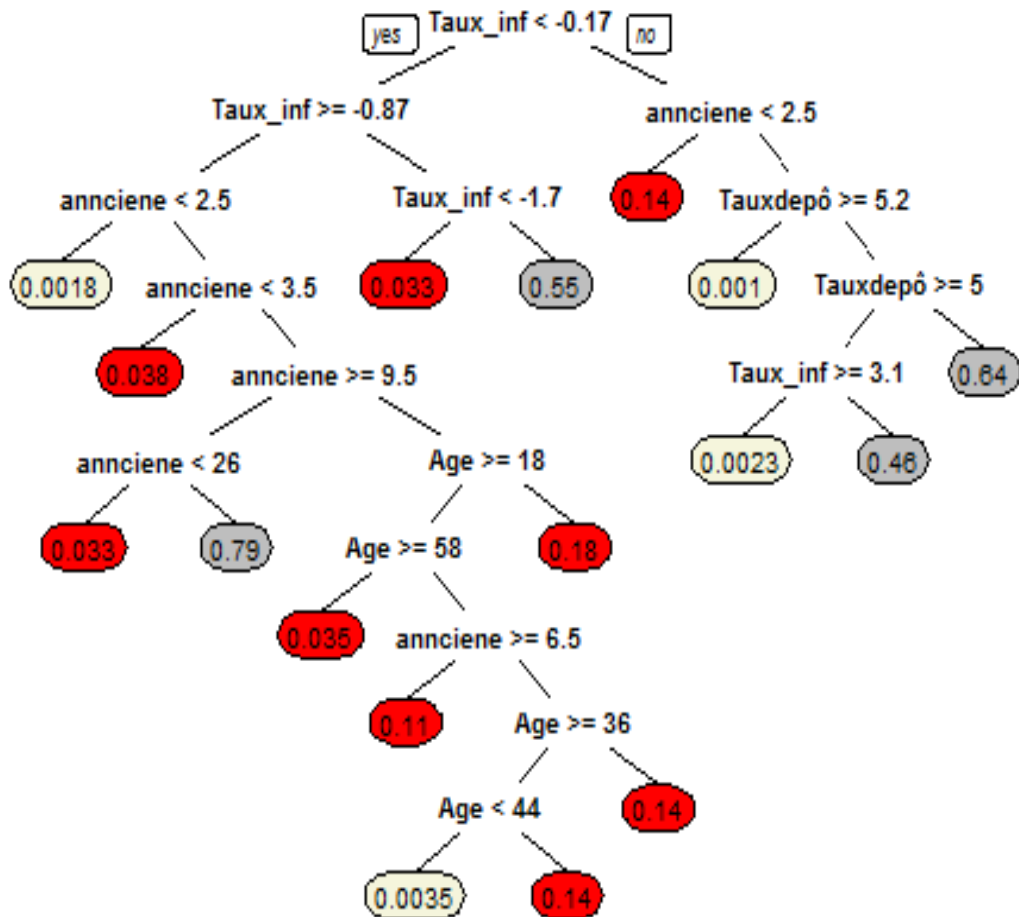 yes
Taux_inf < -0.17
no
Taux_inf >= -0.87
annciene < 2.5
annciene < 2.5
Taux_inf < -1.7
0.14
Tauxdepô >= 5.2
0.0018
annciene < 3.5
0.033
0.55
0.001
Tauxdepô >= 5
0.038
annciene >= 9.5
Taux_inf >= 3.1
0.64
annciene < 26
Age >= 18
0.0023
0.46
0.033
0.79
Age >= 58
0.18
0.035
annciene >= 6.5
0.11
Age >= 36
Age < 44
0.14
0.0035
0.14